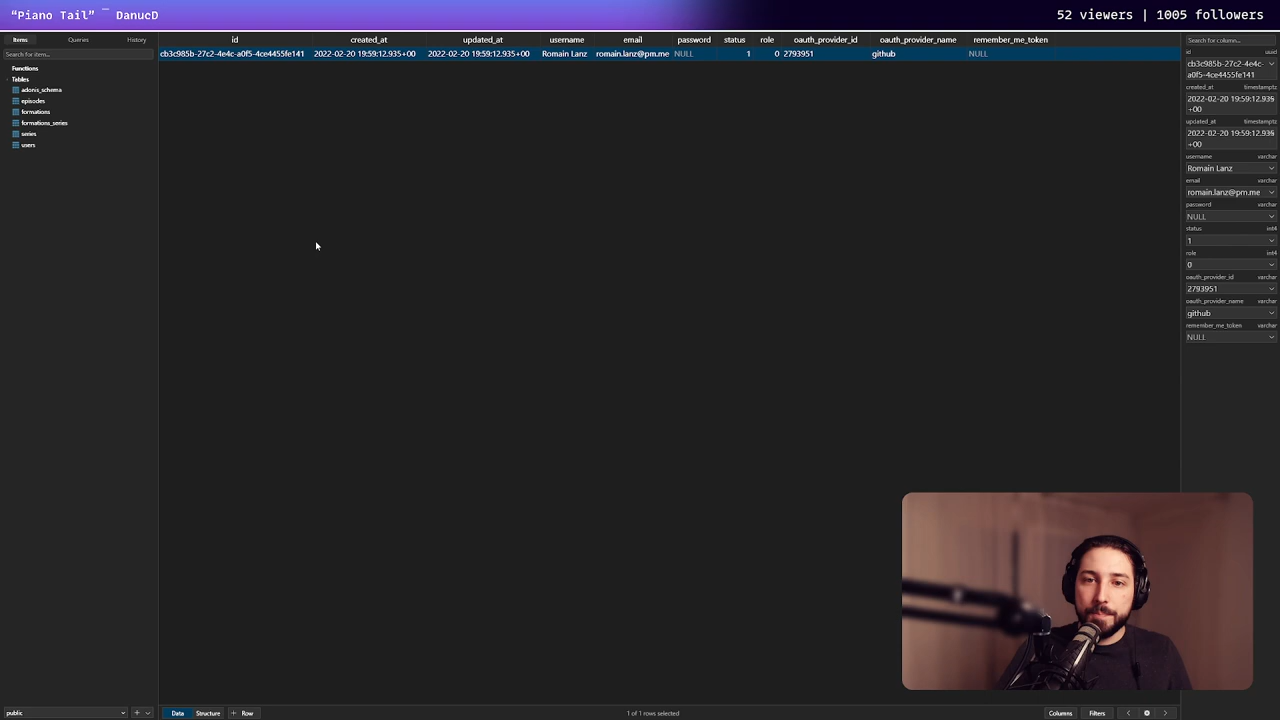 "Piano Tail" ¯ DanucD
52 viewers | 1005 followers
Items Queries History
Search for item...
Functions
Tables
adonis_schema
episodes
formations
formations_series
series
users
id created_at updated_at username email password status role oauth_provider_id oauth_provider_name remember_me_token
cb3c985b-27c2-4e4c-a0f5-4ce4455fe141 2022-02-20 19:59:12.935+00 2022-02-20 19:59:12.935+00 Romain Lanz romain.lanz@pm.me NULL 1 0 2793951 github NULL
Search for column...
id uuid
cb3c985b-27c2-4e4c-
a0f5-4ce4455fe141
created_at timestamptz
2022-02-20 19:59:12.935
+00
updated_at timestamptz
2022-02-20 19:59:12.935
+00
username varchar
Romain Lanz
email varchar
romain.lanz@pm.me
password varchar
NULL
status int4
1
role int4
0
oauth_provider_id varchar
2793951
oauth_provider_name varchar
github
remember_me_token varchar
NULL
public
Data Structure + Row
1 of 1 rows selected
Columns Filters